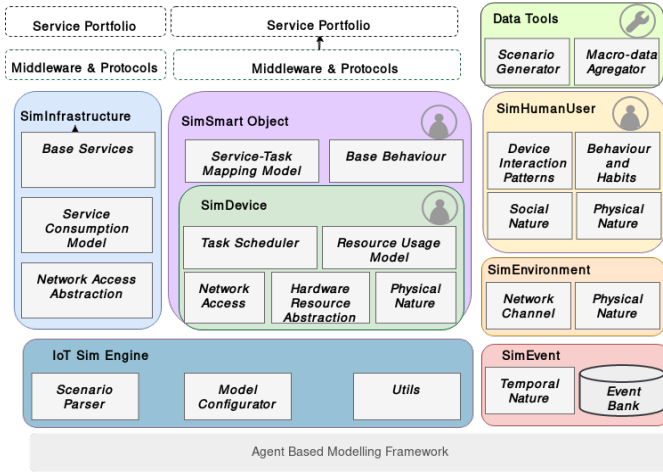 Service Portfolio
Service Portfolio
Middleware & Protocols
Middleware & Protocols
Data Tools
Scenario
Generator
Macro-data
Agregator
SimInfrastructure
Base Services
Service
Consumption
Model
Network Access
Abstraction
SimSmart Object
Service-Task
Mapping Model
Base Behaviour
SimDevice
Task Scheduler
Resource Usage
Model
Network
Access
Hardware
Resource
Abstraction
Physical
Nature
SimHumanUser
Device
Interaction
Patterns
Behaviour
and
Habits
Social
Nature
Physical
Nature
SimEnvironment
Network
Channel
Physical
Nature
IoT Sim Engine
Scenario
Parser
Model
Configurator
Utils
SimEvent
Temporal
Nature
Event
Bank
Agent Based Modelling Framework